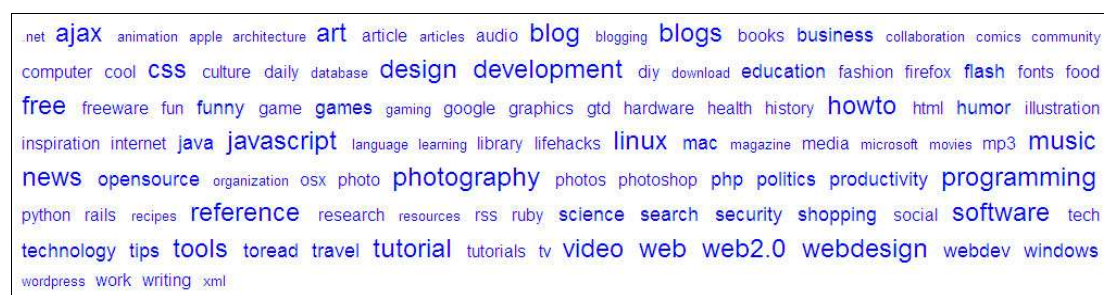 .net ajax animation apple architecture art article articles audio blog blogging blogs books business collaboration comics community
computer cool css culture daily database design development diy download education fashion firefox flash fonts food
free freeware fun funny game games gaming google graphics gtd hardware health history howto html humor illustration
inspiration internet java javascript language learning library lifehacks linux mac magazine media microsoft movies mp3 music
news opensource organization osx photo photography photos photoshop php politics productivity programming
python rails recipes reference research resources rss ruby science search security shopping social software tech
technology tips tools toread travel tutorial tutorials tv video web web2.0 webdesign webdev windows
wordpress work writing xml